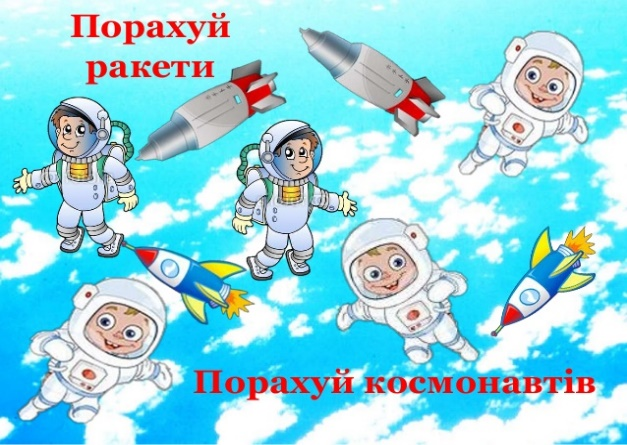 Порахуй
ракети
Порахуй космонавтів